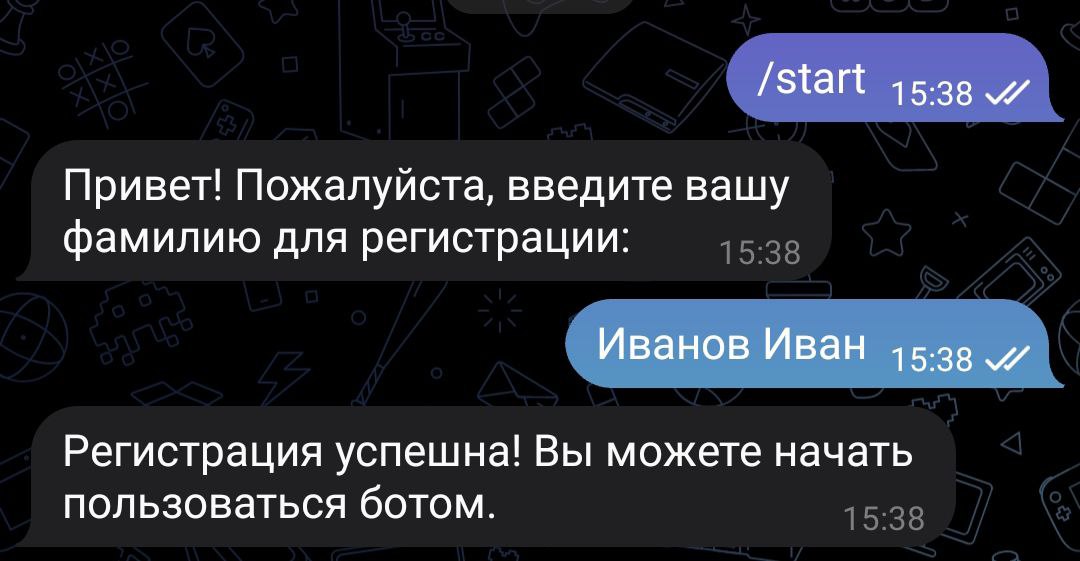 /start 15:38
Привет! Пожалуйста, введите вашу
фамилию для регистрации: 15:38
Иванов Иван 15:38
Регистрация успешна! Вы можете начать
пользоваться ботом. 15:38